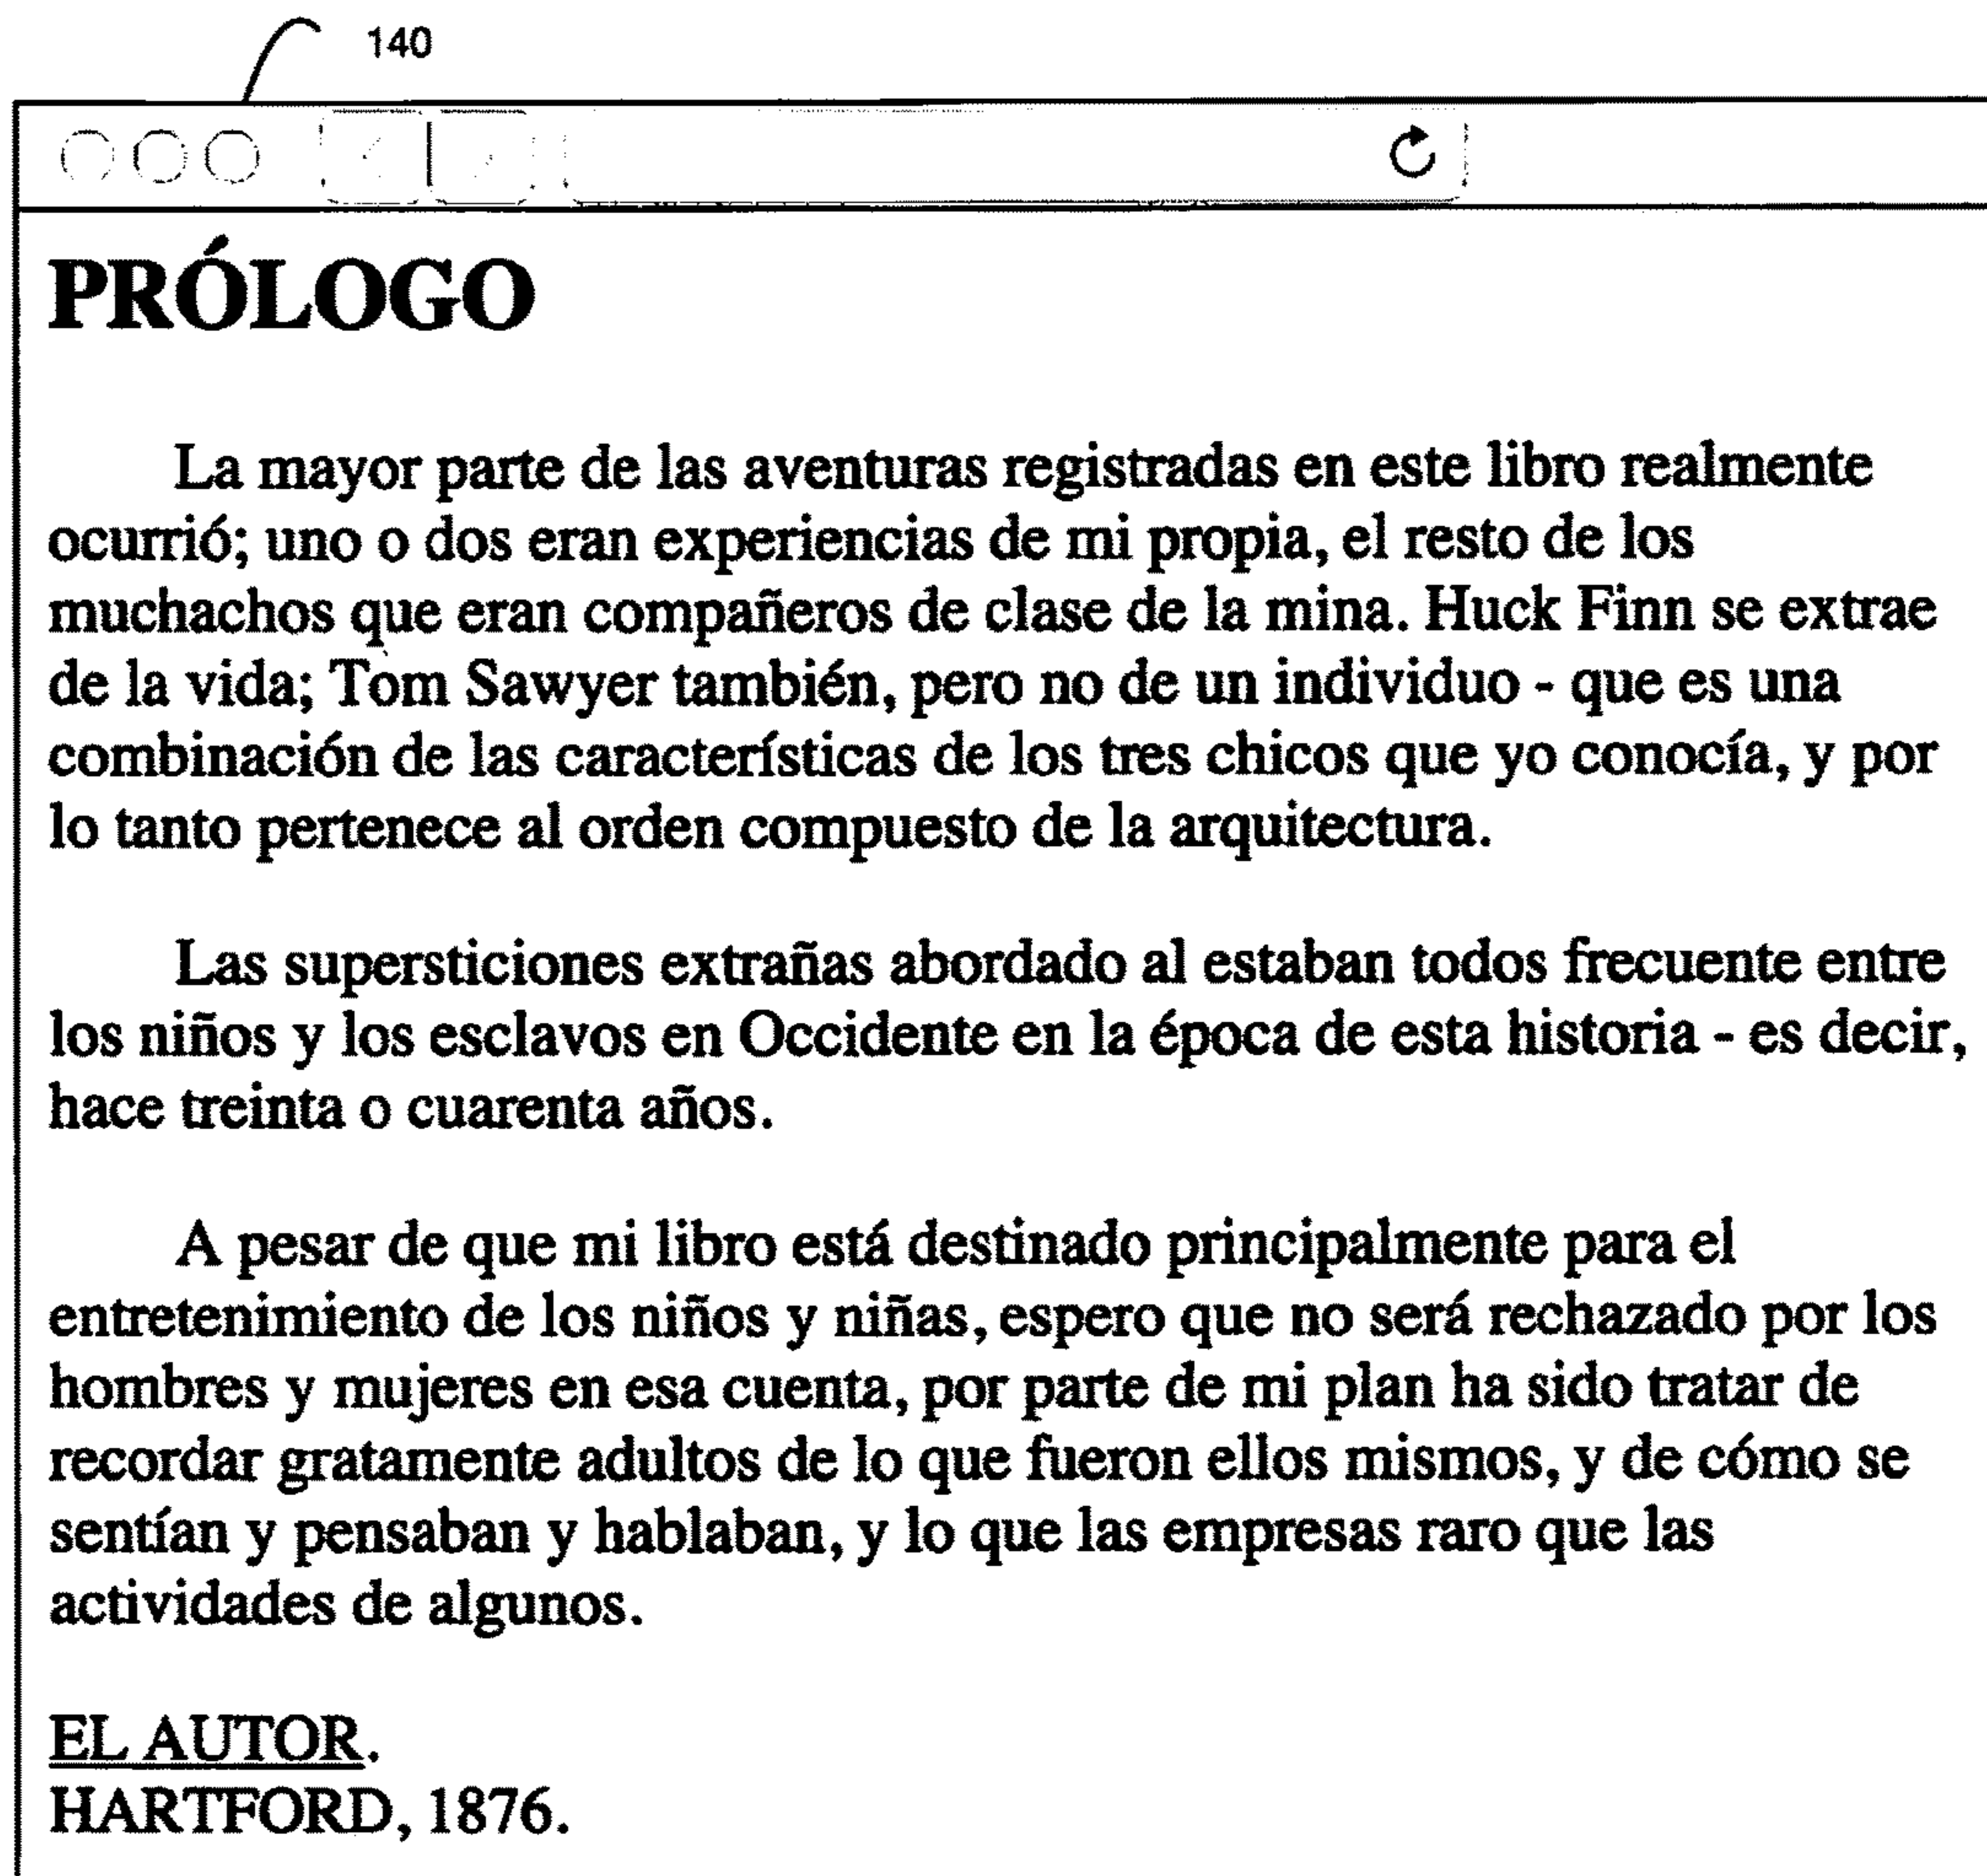 140
PRÓLOGO
La mayor parte de las aventuras registradas en este libro realmente
ocurrió; uno o dos eran experiencias de mi propia, el resto de los
muchachos que eran compañeros de clase de la mina. Huck Finn se extrae
de la vida; Tom Sawyer también, pero no de un individuo - que es una
combinación de las características de los tres chicos que yo conocía, y por
lo tanto pertenece al orden compuesto de la arquitectura.
Las supersticiones extrañas abordado al estaban todos frecuente entre
los niños y los esclavos en Occidente en la época de esta historia - es decir,
hace treinta o cuarenta años.
A pesar de que mi libro está destinado principalmente para el
entretenimiento de los niños y niñas, espero que no será rechazado por los
hombres y mujeres en esa cuenta, por parte de mi plan ha sido tratar de
recordar gratamente adultos de lo que fueron ellos mismos, y de cómo se
sentían y pensaban y hablaban, y lo que las empresas raro que las
actividades de algunos.
EL AUTOR.
HARTFORD, 1876.